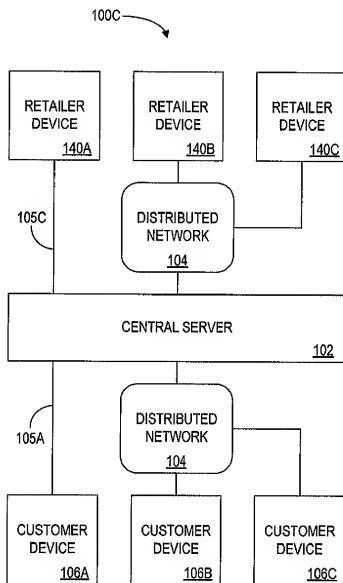 100C
RETAILER
DEVICE
140A
RETAILER
DEVICE
140B
RETAILER
DEVICE
140C
105C
DISTRIBUTED
NETWORK
104
CENTRAL SERVER
102
105A
DISTRIBUTED
NETWORK
104
CUSTOMER
DEVICE
106A
CUSTOMER
DEVICE
106B
CUSTOMER
DEVICE
106C